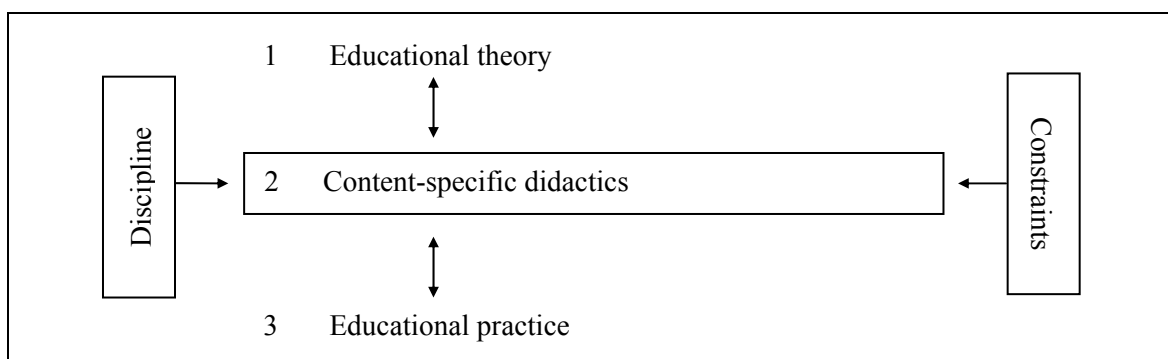 1 Educational theory
Discipline
2 Content-specific didactics
Constraints
3 Educational practice